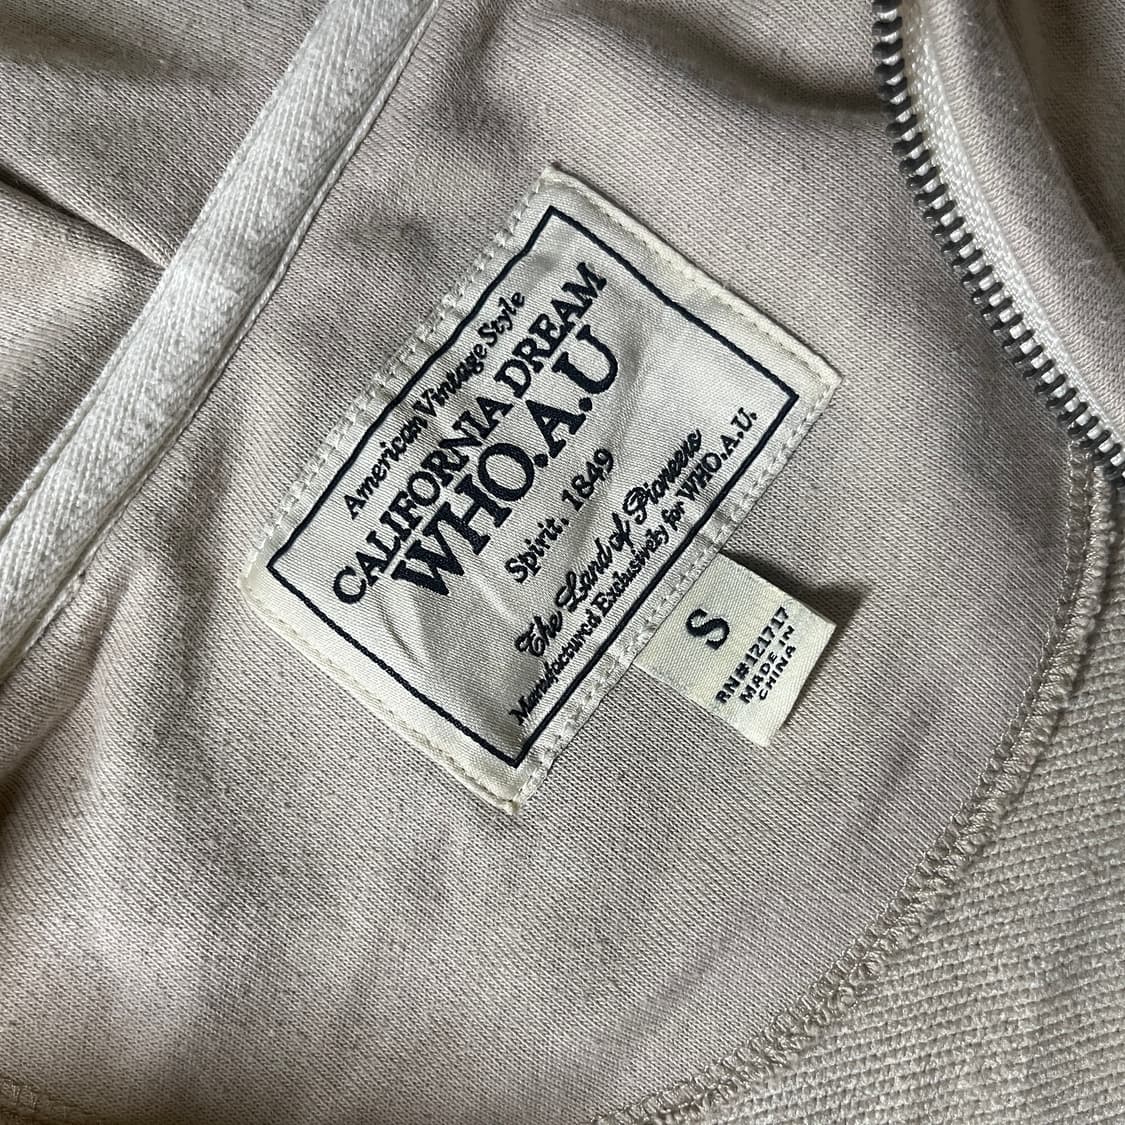 American Vintage Style
CALIFORNIA DREAM
WHO.A.U
Spirit. 1849
The Land of Pioneers
Manufactured Exclusively for WHO.A.U.
S
RN#121717
MADE IN
CHINA